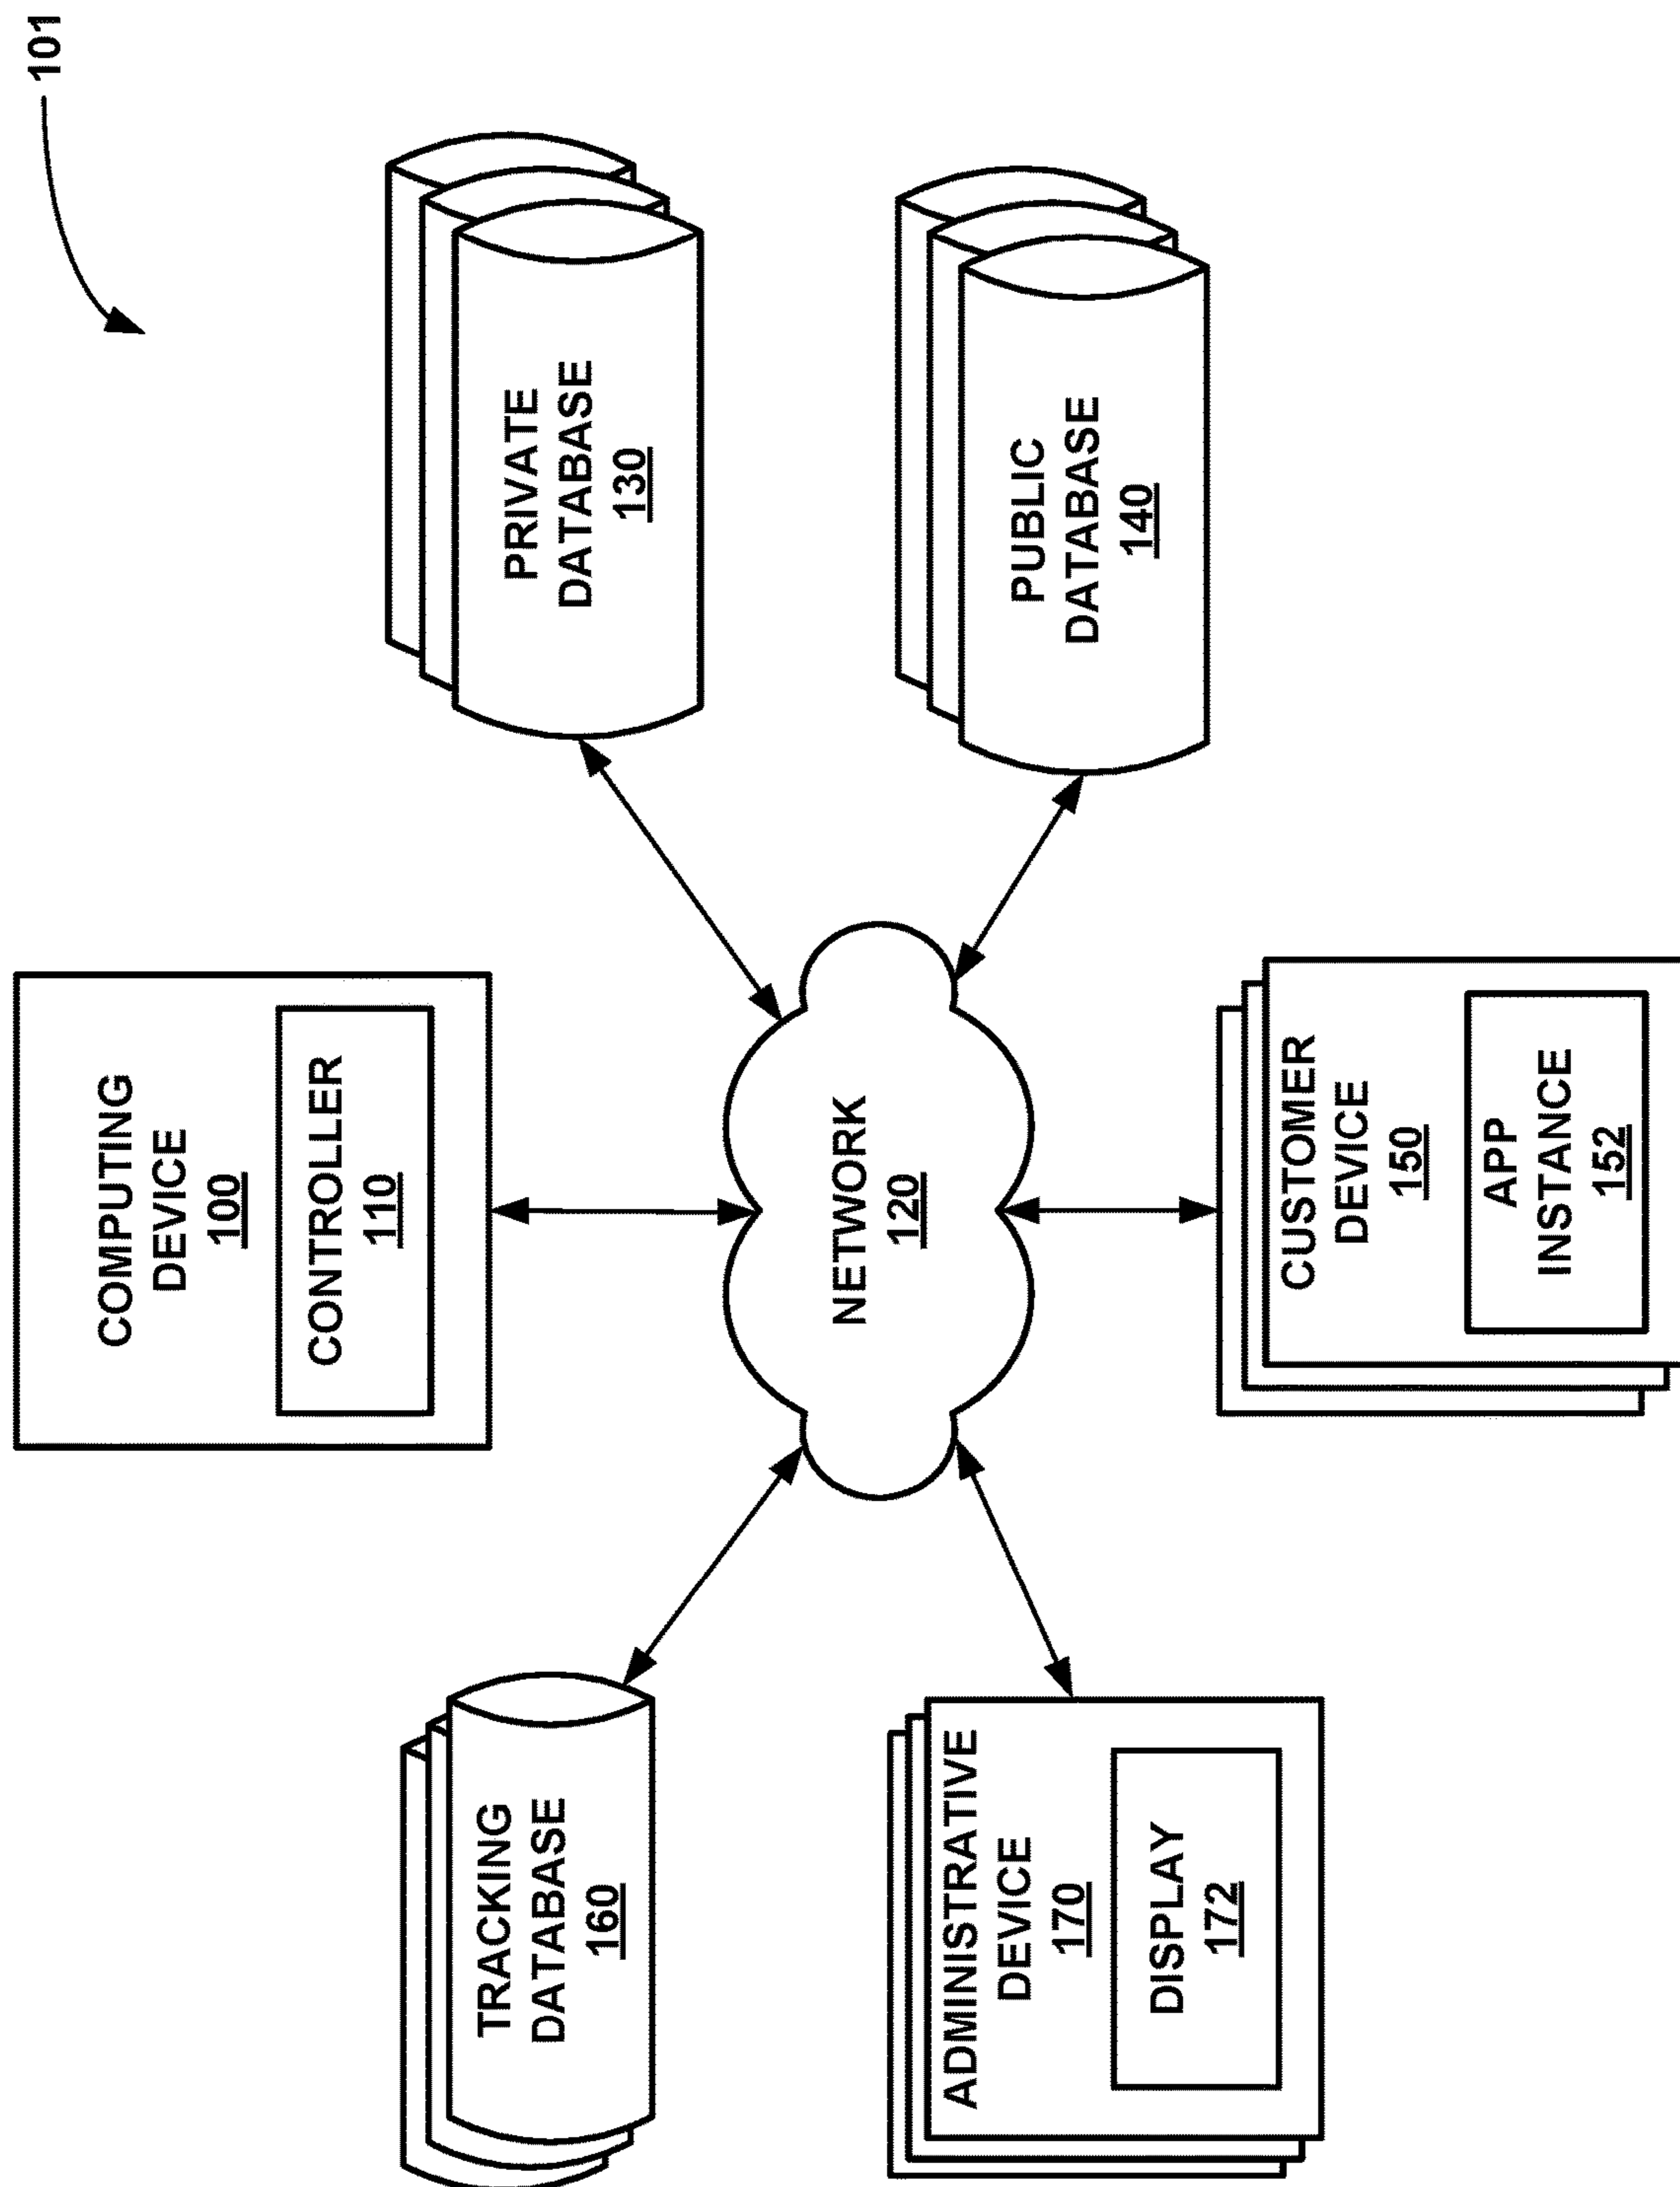 101
COMPUTING
DEVICE
100
CONTROLLER
110
TRACKING
DATABASE
160
PRIVATE
DATABASE
130
NETWORK
120
ADMINISTRATIVE
DEVICE
170
DISPLAY
172
CUSTOMER
DEVICE
150
APP
INSTANCE
152
PUBLIC
DATABASE
140